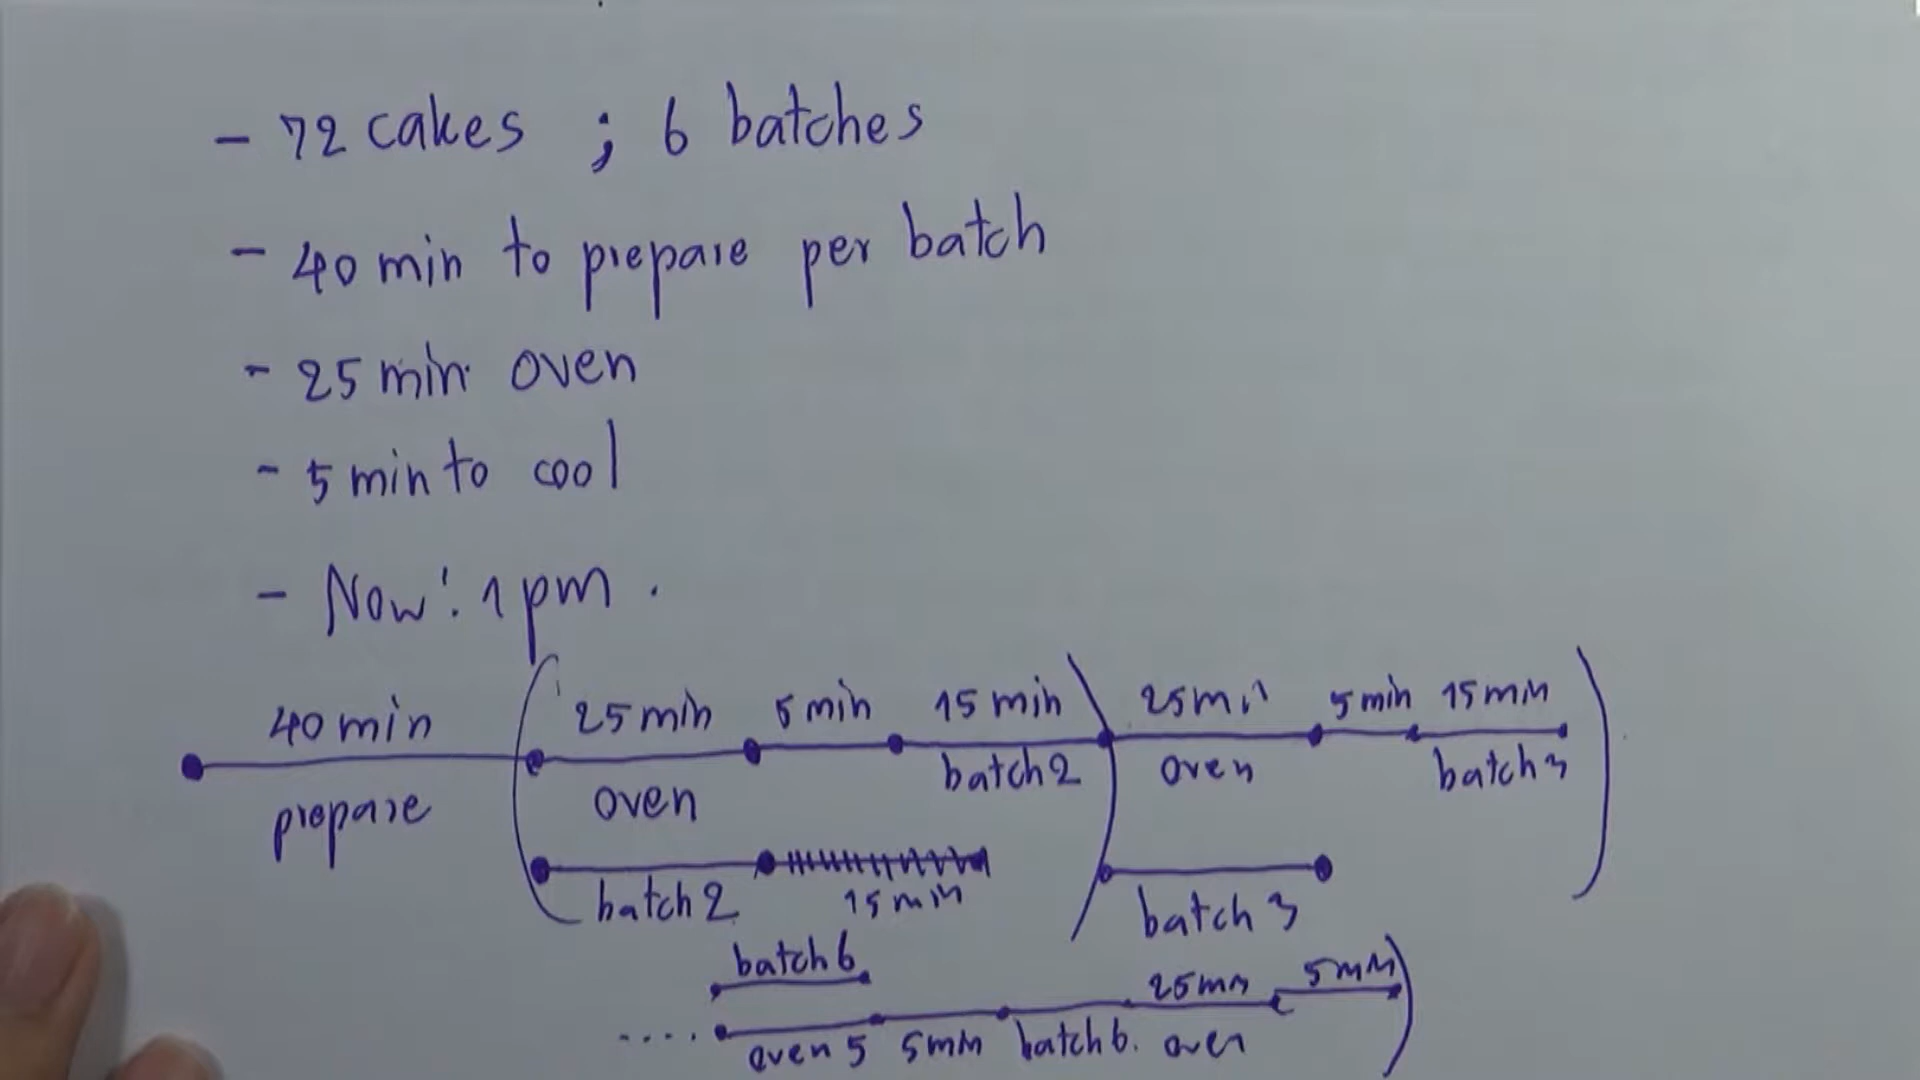 - 72 cakes ; 6 batches
- 40 min to prepare per batch
- 25 min oven
- 5 min to cool
- Now: 1 pm.
40 min 25 min 5 min 15 min 25 min 5 min 15 min
prepare oven batch 2 oven batch 3
batch 2 15 min batch 3
batch 6 25 min 5 min
.... oven 5 5 min batch 6. oven